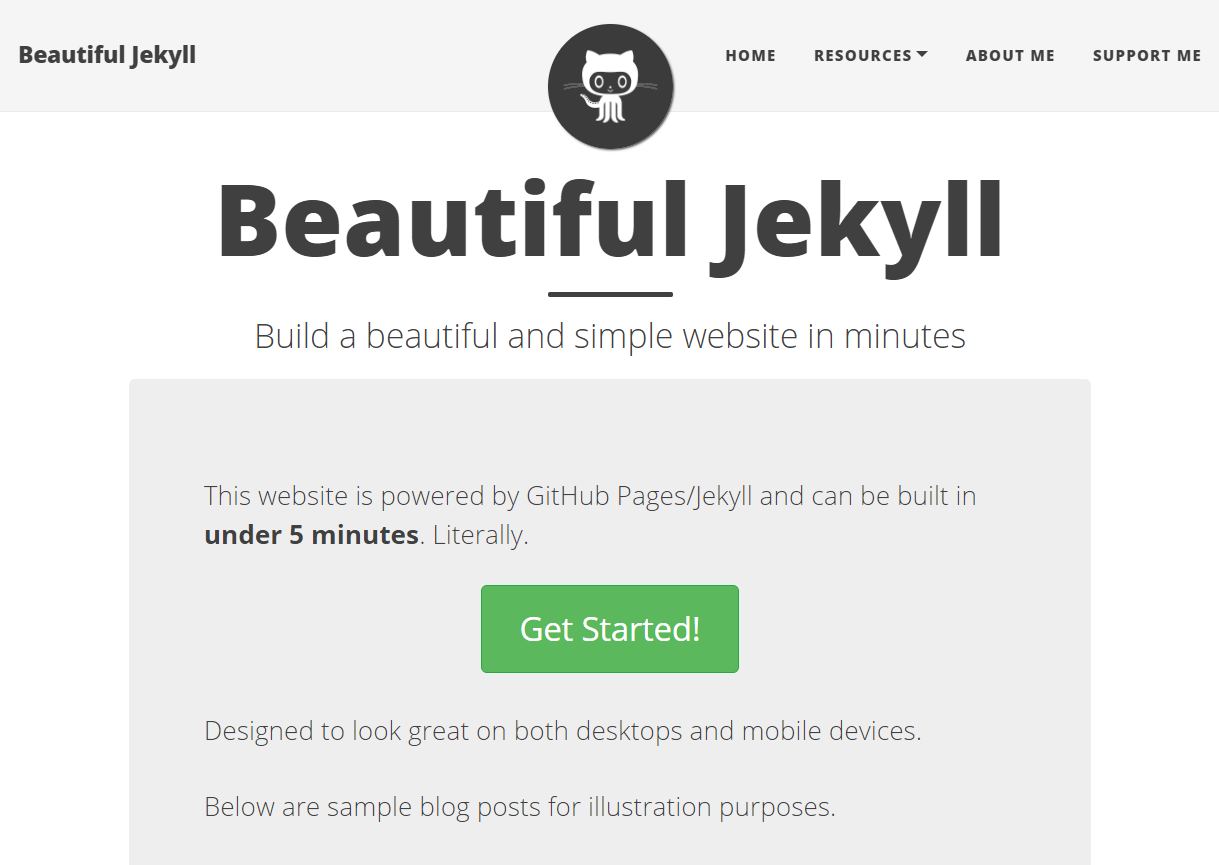 Beautiful Jekyll
HOME
RESOURCES
ABOUT ME
SUPPORT ME
Beautiful Jekyll
Build a beautiful and simple website in minutes
This website is powered by GitHub Pages/Jekyll and can be built in
under 5 minutes. Literally.
Get Started!
Designed to look great on both desktops and mobile devices.
Below are sample blog posts for illustration purposes.